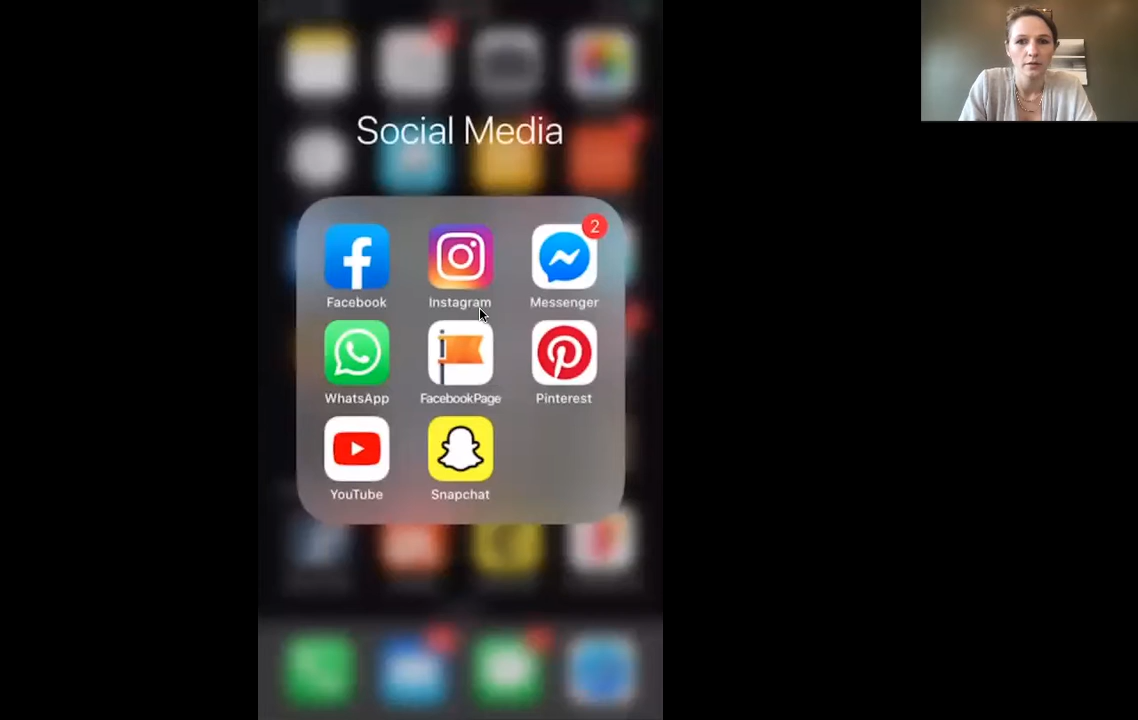 Social Media
2
Facebook Instagram Messenger
WhatsApp FacebookPage Pinterest
YouTube Snapchat